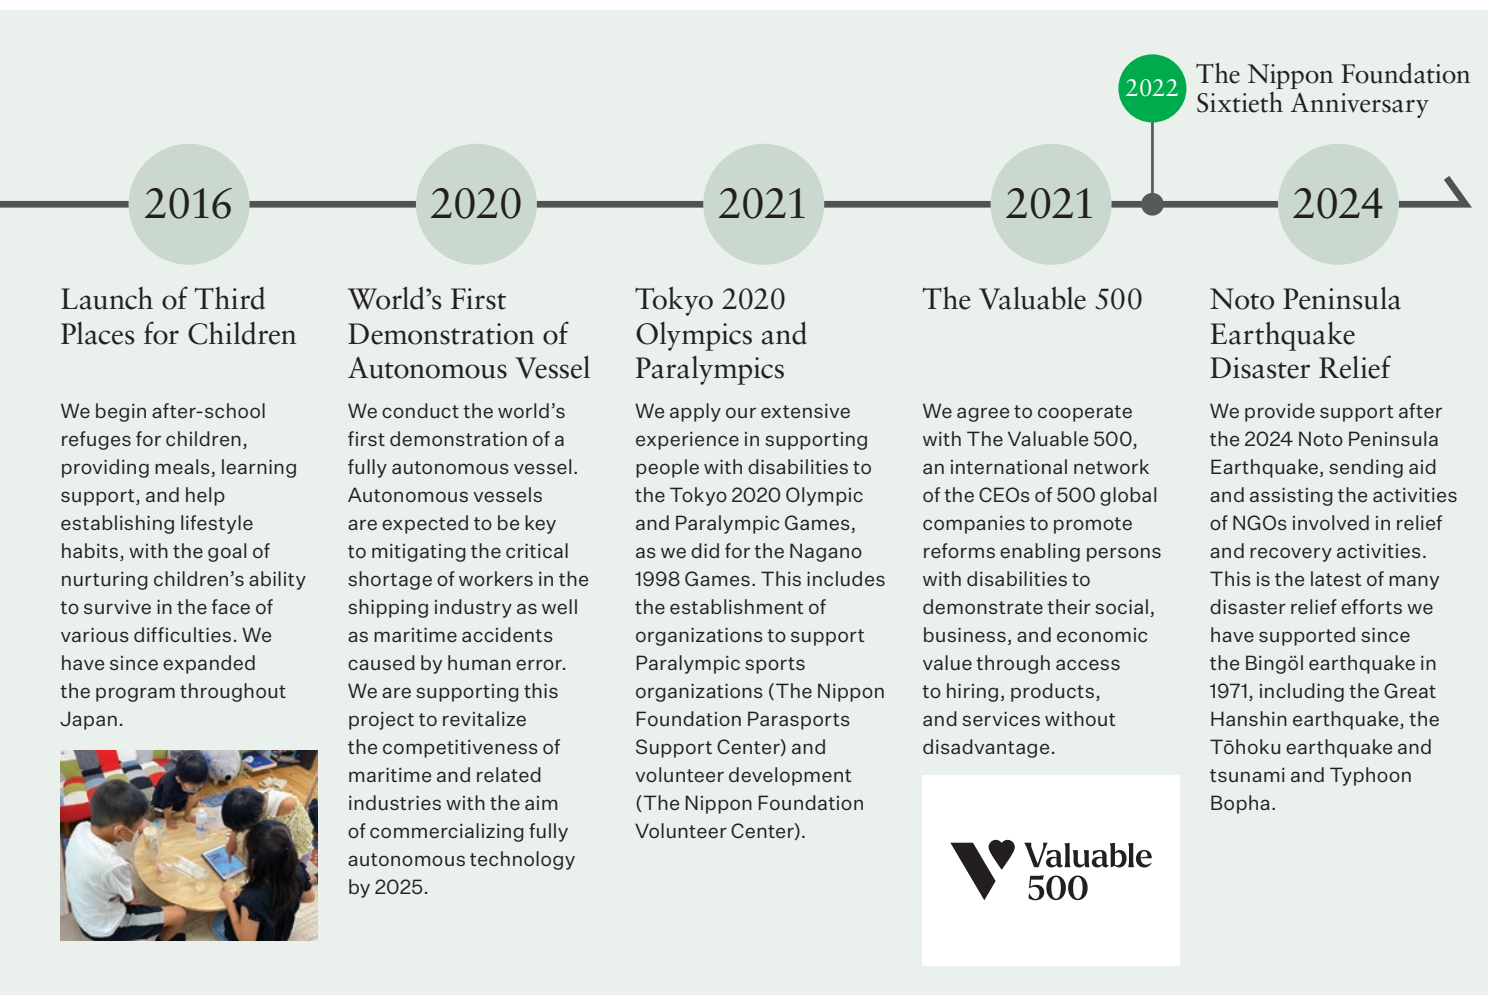 2022
The Nippon Foundation
Sixtieth Anniversary
2016
Launch of Third
Places for Children
We begin after-school
refuges for children,
providing meals, learning
support, and help
establishing lifestyle
habits, with the goal of
nurturing children’s ability
to survive in the face of
various difficulties. We
have since expanded
the program throughout
Japan.
2020
World’s First
Demonstration of
Autonomous Vessel
We conduct the world’s
first demonstration of a
fully autonomous vessel.
Autonomous vessels
are expected to be key
to mitigating the critical
shortage of workers in the
shipping industry as well
as maritime accidents
caused by human error.
We are supporting this
project to revitalize
the competitiveness of
maritime and related
industries with the aim
of commercializing fully
autonomous technology
by 2025.
2021
Tokyo 2020
Olympics and
Paralympics
We apply our extensive
experience in supporting
people with disabilities to
the Tokyo 2020 Olympic
and Paralympic Games,
as we did for the Nagano
1998 Games. This includes
the establishment of
organizations to support
Paralympic sports
organizations (The Nippon
Foundation Parasports
Support Center) and
volunteer development
(The Nippon Foundation
Volunteer Center).
2021
The Valuable 500
We agree to cooperate
with The Valuable 500,
an international network
of the CEOs of 500 global
companies to promote
reforms enabling persons
with disabilities to
demonstrate their social,
business, and economic
value through access
to hiring, products,
and services without
disadvantage.
Valuable
500
2024
Noto Peninsula
Earthquake
Disaster Relief
We provide support after
the 2024 Noto Peninsula
Earthquake, sending aid
and assisting the activities
of NGOs involved in relief
and recovery activities.
This is the latest of many
disaster relief efforts we
have supported since
the Bingöl earthquake in
1971, including the Great
Hanshin earthquake, the
Tōhoku earthquake and
tsunami and Typhoon
Bopha.